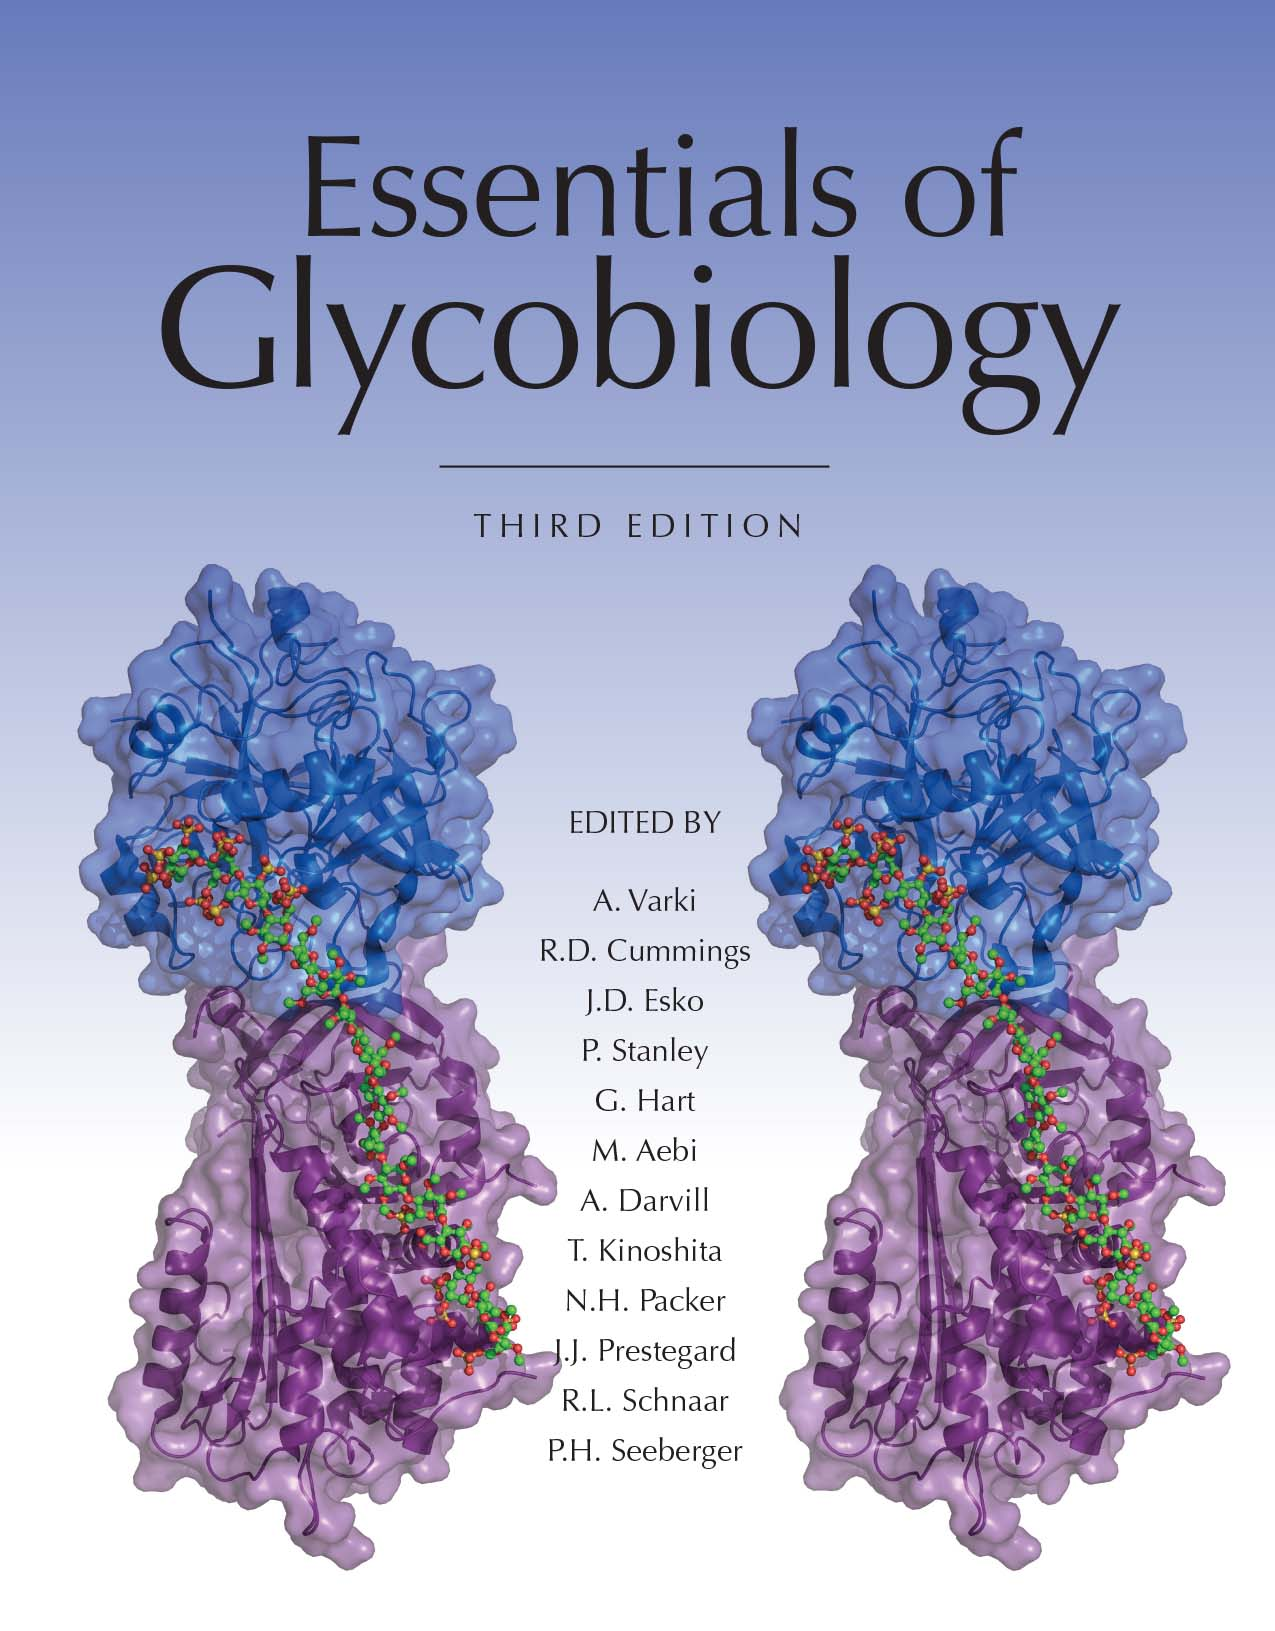 Essentials of
Glycobiology
THIRD EDITION
EDITED BY
A. Varki
R.D. Cummings
J.D. Esko
P. Stanley
G. Hart
M. Aebi
A. Darvill
T. Kinoshita
N.H. Packer
J.J. Prestegard
R.L. Schnaar
P.H. Seeberger